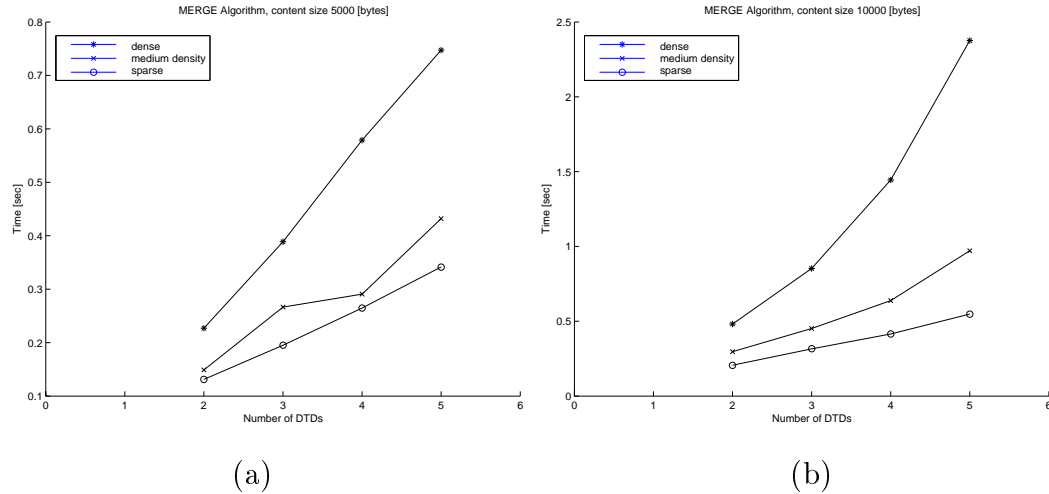 MERGE Algorithm, content size 5000 [bytes]
0.8
0.7
0.6
0.5
0.4
0.3
0.2
0.1
Time [sec]
dense
medium density
sparse
0 1 2 3 4 5 6
Number of DTDs
(a)
MERGE Algorithm, content size 10000 [bytes]
2.5
2
1.5
1
0.5
0
Time [sec]
dense
medium density
sparse
0 1 2 3 4 5 6
Number of DTDs
(b)